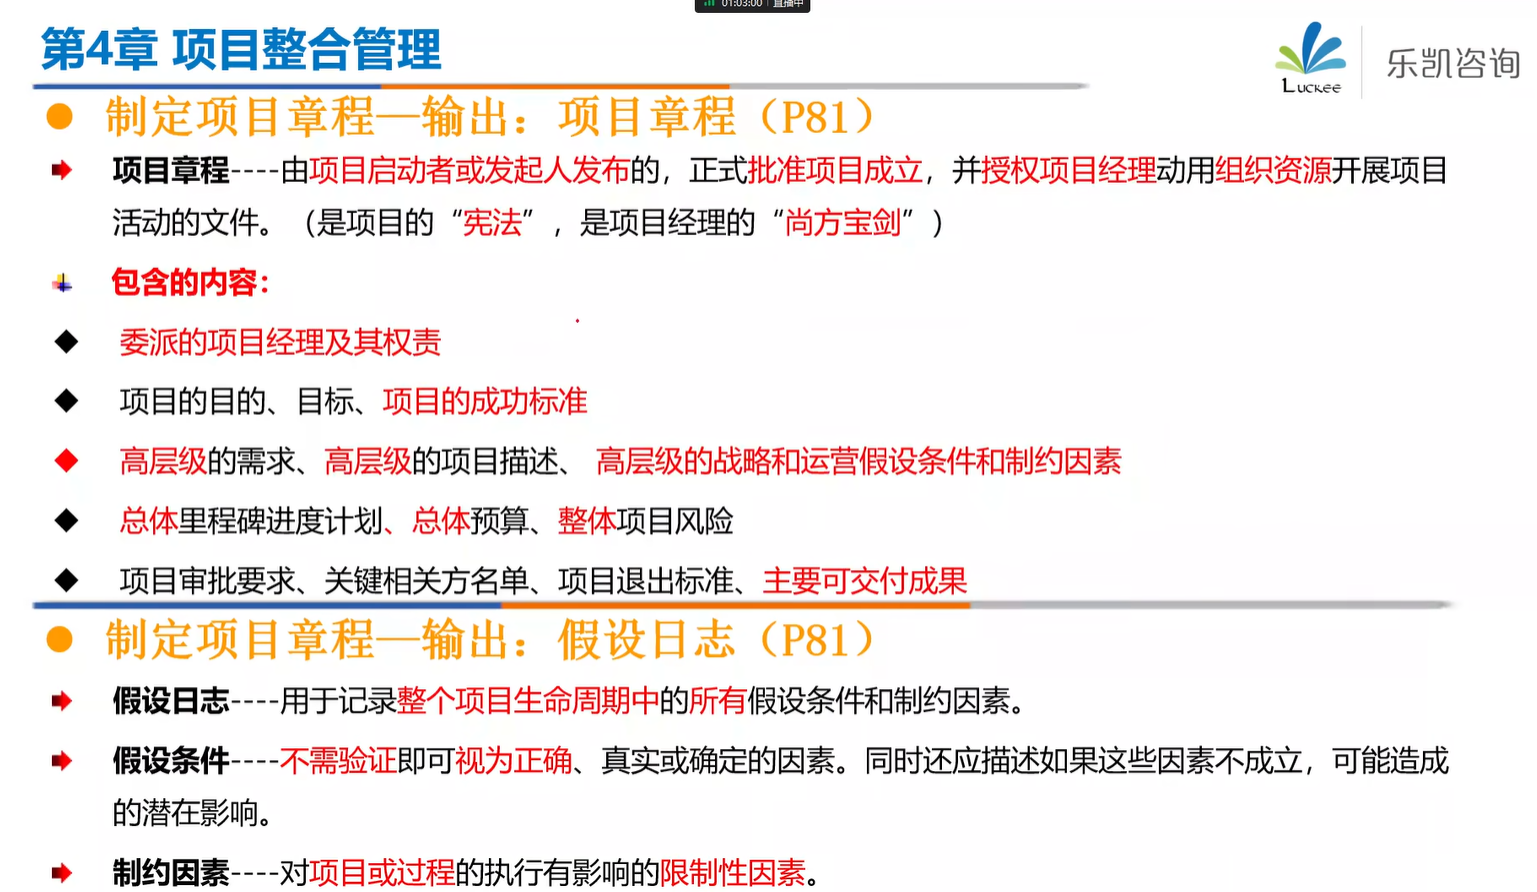 01:03:00 直播中
第4章 项目整合管理
Luckee
乐凯咨询
制定项目章程—输出：项目章程（P81）
项目章程----由项目启动者或发起人发布的，正式批准项目成立，并授权项目经理动用组织资源开展项目
活动的文件。（是项目的“宪法”，是项目经理的“尚方宝剑”）
包含的内容：
委派的项目经理及其权责
项目的目的、目标、项目的成功标准
高层级的需求、高层级的项目描述、 高层级的战略和运营假设条件和制约因素
总体里程碑进度计划、总体预算、整体项目风险
项目审批要求、关键相关方名单、项目退出标准、主要可交付成果
制定项目章程—输出：假设日志（P81）
假设日志----用于记录整个项目生命周期中的所有假设条件和制约因素。
假设条件----不需验证即可视为正确、真实或确定的因素。同时还应描述如果这些因素不成立，可能造成
的潜在影响。
制约因素----对项目或过程的执行有影响的限制性因素。